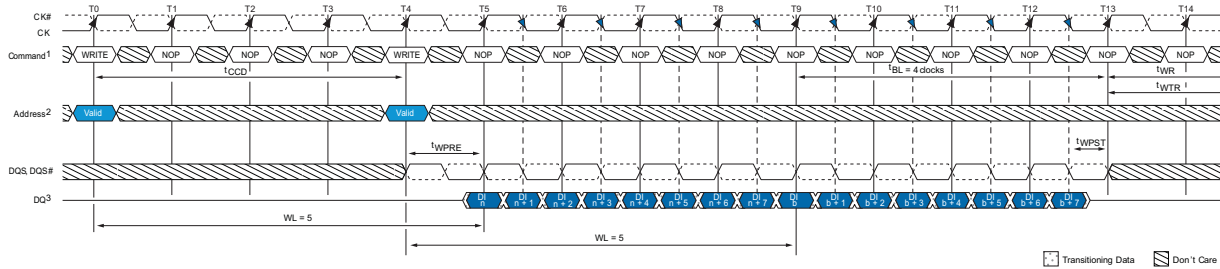 T0 T1 T2 T3 T4 T5 T6 T7 T8 T9 T10 T11 T12 T13 T14
CK#
CK
Command1 WRITE NOP NOP NOP WRITE NOP NOP NOP NOP NOP NOP NOP NOP NOP NOP
tCCD tBL = 4 clocks tWR
tWTR
Address2 Valid Valid
tWPRE tWPST
DQS, DQS#
DQ3 DI n DI n + 1 DI n + 2 DI n + 3 DI n + 4 DI n + 5 DI n + 6 DI n + 7 DI b DI b + 1 DI b + 2 DI b + 3 DI b + 4 DI b + 5 DI b + 6 DI b + 7
WL = 5
WL = 5
Transitioning Data Don't Care